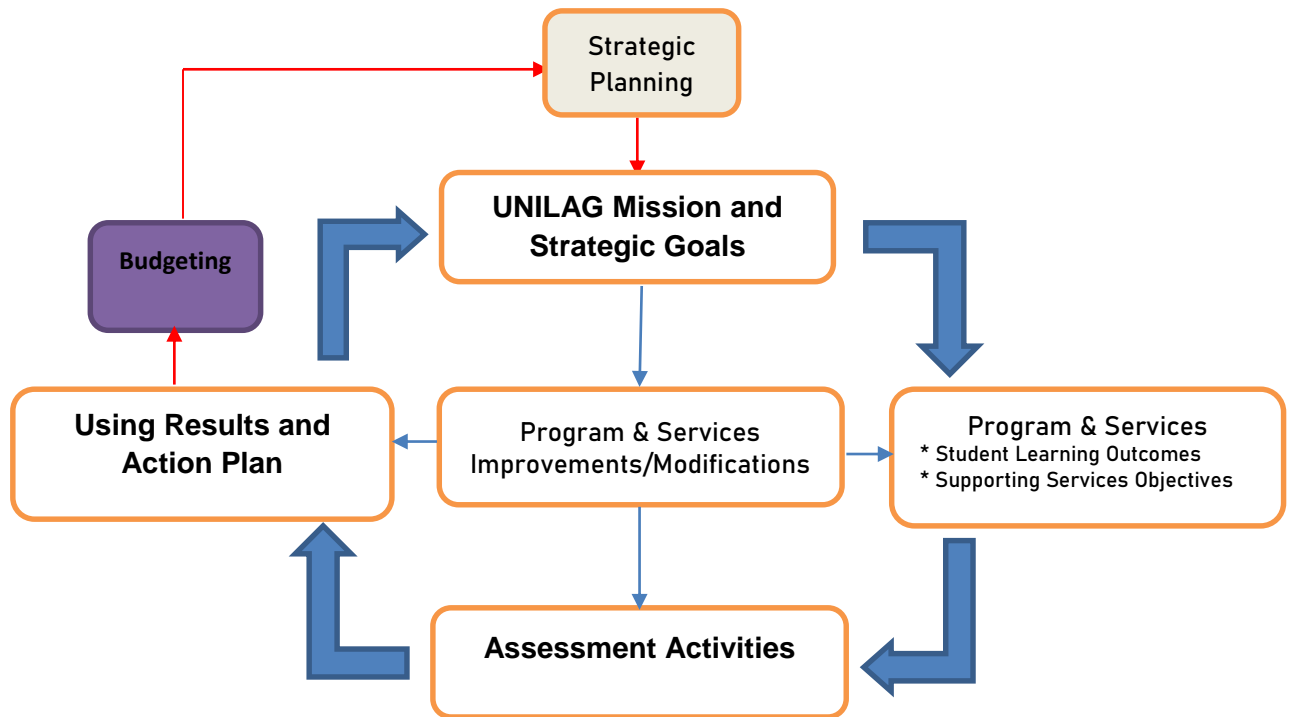 Strategic
Planning
UNILAG Mission and
Strategic Goals
Budgeting
Using Results and
Action Plan
Program & Services
Improvements/Modifications
Program & Services
* Student Learning Outcomes
* Supporting Services Objectives
Assessment Activities